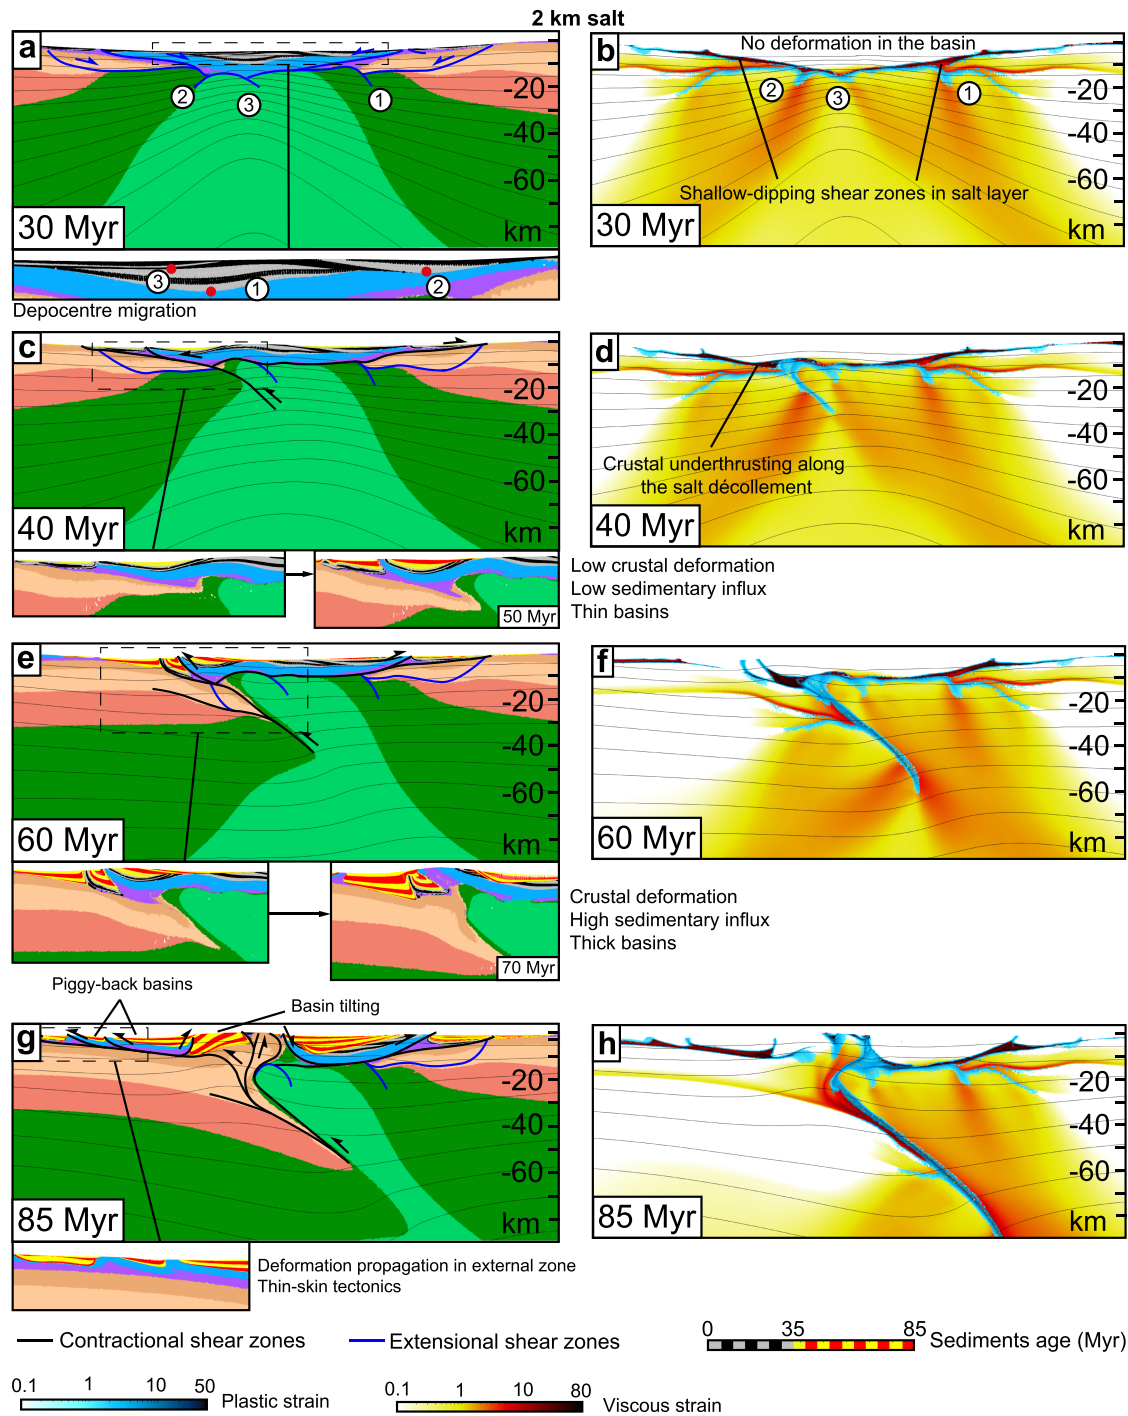 2 km salt
a
2
3
1
-20
-40
-60
km
30 Myr
b
No deformation in the basin
2
3
1
-20
-40
-60
Shallow-dipping shear zones in salt layer
km
30 Myr
3
1
2
Depocentre migration
c
-20
-40
-60
km
40 Myr
d
-20
-40
-60
Crustal underthrusting along
the salt décollement
km
40 Myr
50 Myr
Low crustal deformation
Low sedimentary influx
Thin basins
e
-20
-40
-60
km
60 Myr
f
-20
-40
-60
km
60 Myr
70 Myr
Crustal deformation
High sedimentary influx
Thick basins
Piggy-back basins
Basin tilting
g
-20
-40
-60
km
85 Myr
h
-20
-40
-60
km
85 Myr
Deformation propagation in external zone
Thin-skin tectonics
Contractional shear zones
Extensional shear zones
0 35 85
Sediments age (Myr)
0.1 1 10 50
Plastic strain
0.1 1 10 80
Viscous strain